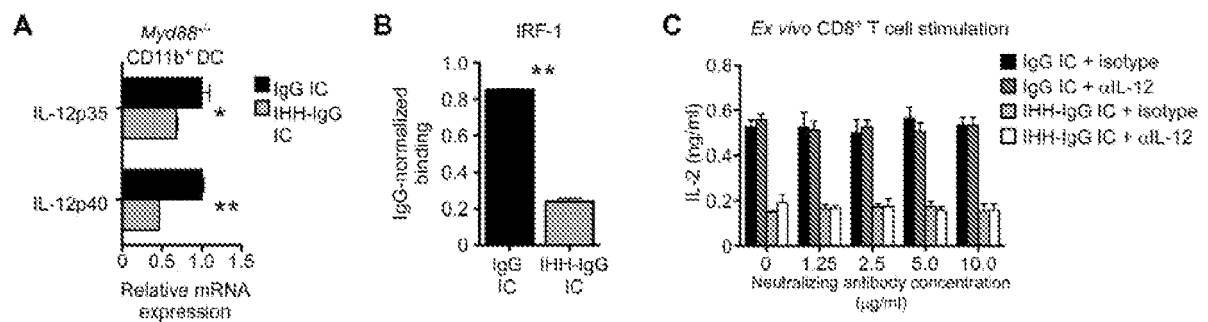 A
Myd88-/-
CD11b+ DC
IgG IC
IHH-IgG
IC
IL-12p35
*
IL-12p40
**
0 0.5 1.0 1.5
Relative mRNA
expression
B
IRF-1
**
1.0
0.8
0.6
0.4
0.2
0
IgG-normalized
binding
IgG
IC
IHH-IgG
IC
C
Ex vivo CD8+ T cell stimulation
IgG IC + isotype
IgG IC + αIL-12
IHH-IgG IC + isotype
IHH-IgG IC + αIL-12
0.8
0.6
0.4
0.2
0
IL-2 (ng/ml)
0 1.25 2.5 5.0 10.0
Neutralizing antibody concentration
(μg/ml)